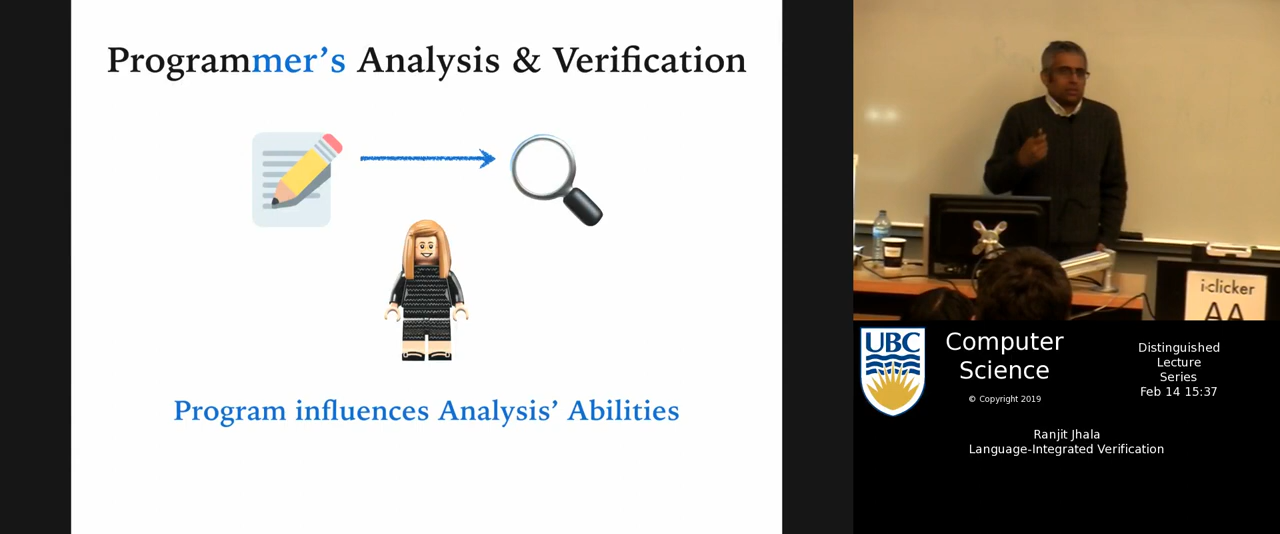 Programmer's Analysis & Verification
Program influences Analysis' Abilities
i>clicker
AA
UBC
Computer
Science
© Copyright 2019
Distinguished
Lecture
Series
Feb 14 15:37
Ranjit Jhala
Language-Integrated Verification